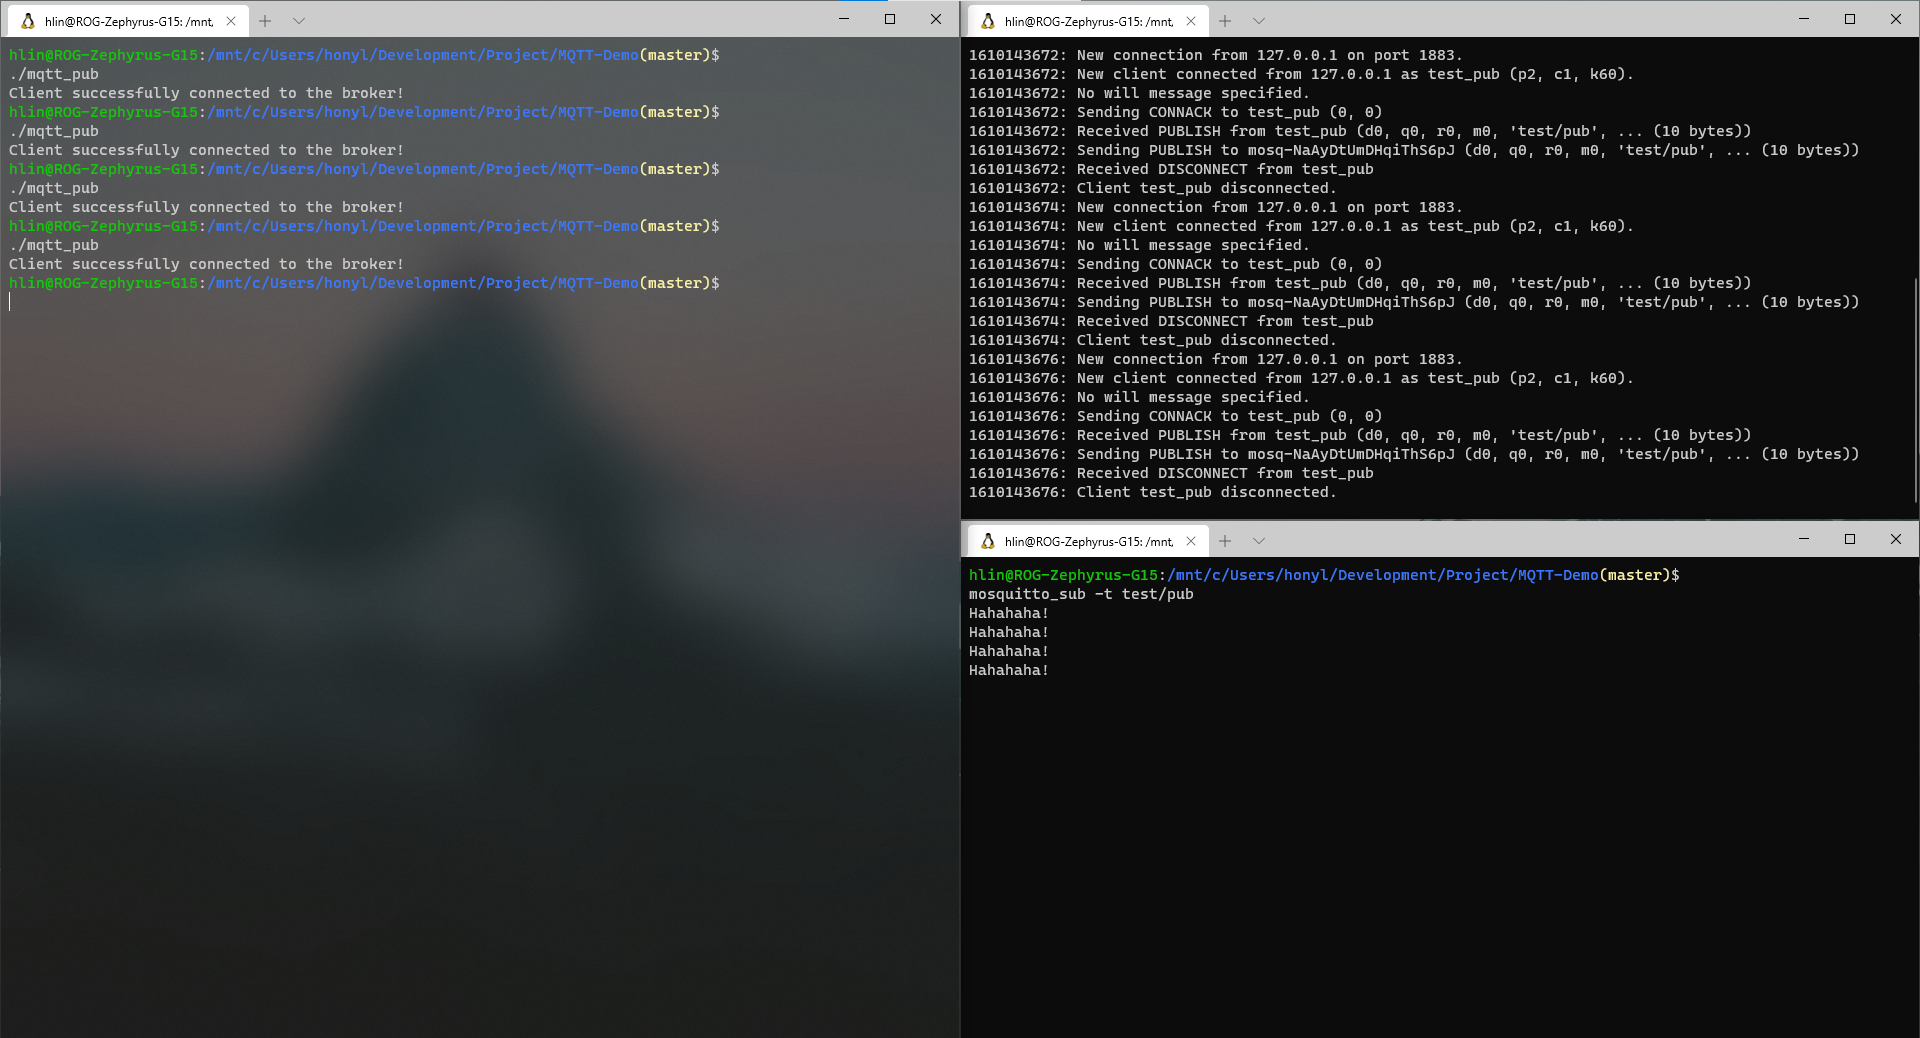 hlin@ROG-Zephyrus-G15: /mnt,
hlin@ROG-Zephyrus-G15:/mnt/c/Users/honyl/Development/Project/MQTT-Demo(master)$
./mqtt_pub
Client successfully connected to the broker!
hlin@ROG-Zephyrus-G15:/mnt/c/Users/honyl/Development/Project/MQTT-Demo(master)$
./mqtt_pub
Client successfully connected to the broker!
hlin@ROG-Zephyrus-G15:/mnt/c/Users/honyl/Development/Project/MQTT-Demo(master)$
./mqtt_pub
Client successfully connected to the broker!
hlin@ROG-Zephyrus-G15:/mnt/c/Users/honyl/Development/Project/MQTT-Demo(master)$
./mqtt_pub
Client successfully connected to the broker!
hlin@ROG-Zephyrus-G15:/mnt/c/Users/honyl/Development/Project/MQTT-Demo(master)$
hlin@ROG-Zephyrus-G15: /mnt,
1610143672: New connection from 127.0.0.1 on port 1883.
1610143672: New client connected from 127.0.0.1 as test_pub (p2, c1, k60).
1610143672: No will message specified.
1610143672: Sending CONNACK to test_pub (0, 0)
1610143672: Received PUBLISH from test_pub (d0, q0, r0, m0, 'test/pub', ... (10 bytes))
1610143672: Sending PUBLISH to mosq-NaAyDtUmDHqiThS6pJ (d0, q0, r0, m0, 'test/pub', ... (10 bytes))
1610143672: Received DISCONNECT from test_pub
1610143672: Client test_pub disconnected.
1610143674: New connection from 127.0.0.1 on port 1883.
1610143674: New client connected from 127.0.0.1 as test_pub (p2, c1, k60).
1610143674: No will message specified.
1610143674: Sending CONNACK to test_pub (0, 0)
1610143674: Received PUBLISH from test_pub (d0, q0, r0, m0, 'test/pub', ... (10 bytes))
1610143674: Sending PUBLISH to mosq-NaAyDtUmDHqiThS6pJ (d0, q0, r0, m0, 'test/pub', ... (10 bytes))
1610143674: Received DISCONNECT from test_pub
1610143674: Client test_pub disconnected.
1610143676: New connection from 127.0.0.1 on port 1883.
1610143676: New client connected from 127.0.0.1 as test_pub (p2, c1, k60).
1610143676: No will message specified.
1610143676: Sending CONNACK to test_pub (0, 0)
1610143676: Received PUBLISH from test_pub (d0, q0, r0, m0, 'test/pub', ... (10 bytes))
1610143676: Sending PUBLISH to mosq-NaAyDtUmDHqiThS6pJ (d0, q0, r0, m0, 'test/pub', ... (10 bytes))
1610143676: Received DISCONNECT from test_pub
1610143676: Client test_pub disconnected.
hlin@ROG-Zephyrus-G15: /mnt,
hlin@ROG-Zephyrus-G15:/mnt/c/Users/honyl/Development/Project/MQTT-Demo(master)$
mosquitto_sub -t test/pub
Hahahaha!
Hahahaha!
Hahahaha!
Hahahaha!